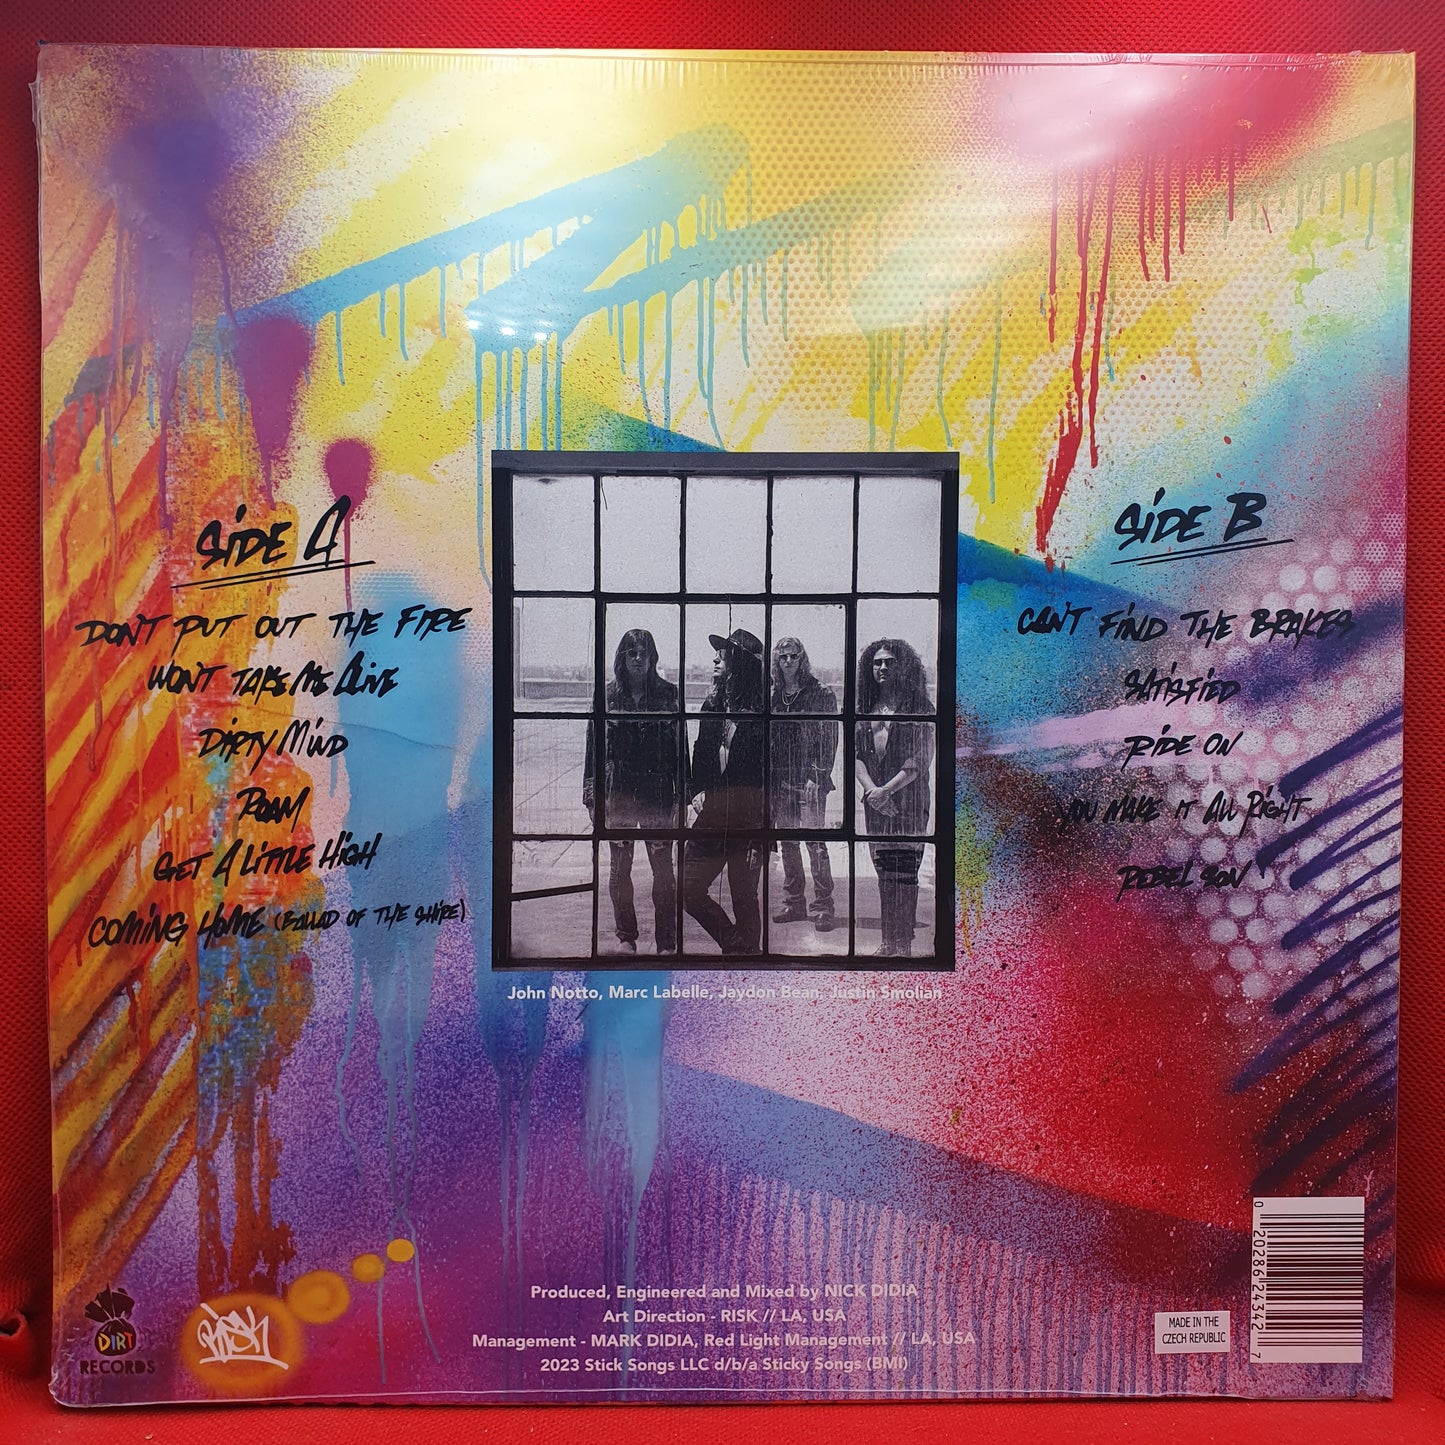 SIDE A
DON'T PUT OUT THE FIRE
WON'T TAKE ME ALIVE
DIRTY MIND
ROAM
GET A LITTLE HIGH
COMING HOME (BALLAD OF THE SHIRE)
SIDE B
CAN'T FIND THE BRAKES
SATISFIED
RIDE ON
YOU MAKE IT ALL RIGHT
REBEL SON
John Notto, Marc Labelle, Jaydon Bean, Justin Smolian
Produced, Engineered and Mixed by NICK DIDIA
Art Direction - RISK // LA, USA
Management - MARK DIDIA, Red Light Management // LA, USA
2023 Stick Songs LLC d/b/a Sticky Songs (BMI)
DIRT
RECORDS
RISK
MADE IN THE
CZECH REPUBLIC
0 20286 24342 7